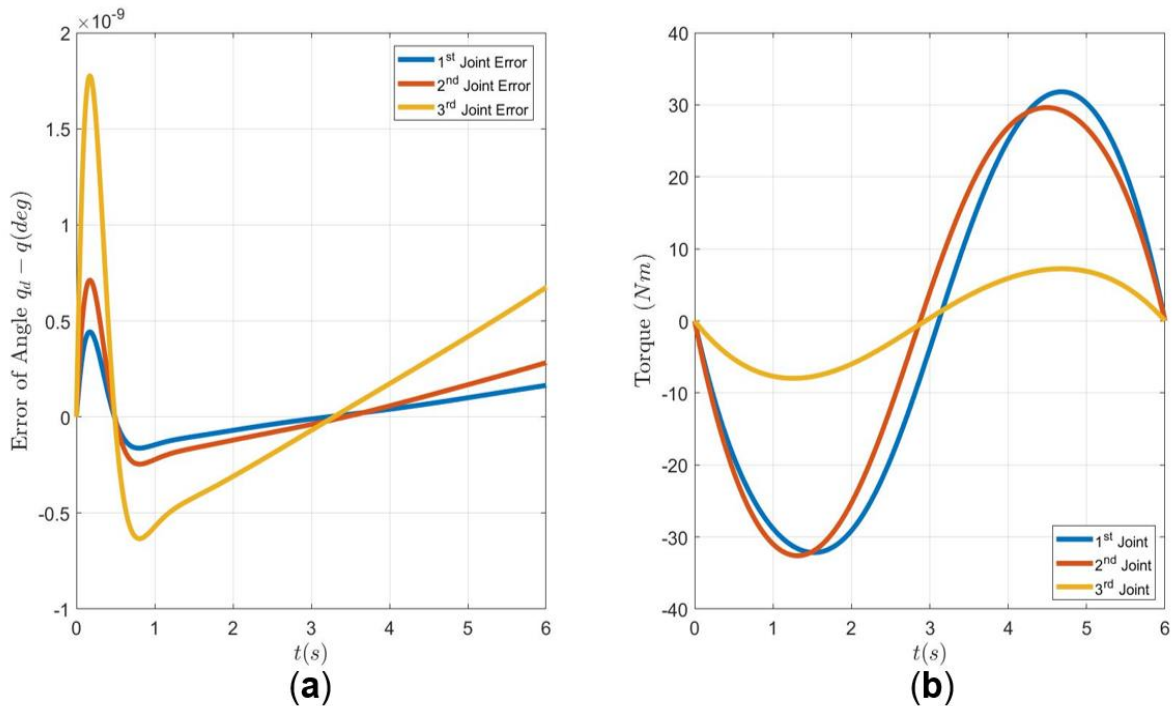 ×10⁻⁹
2
1.5
1
0.5
0
-0.5
-1
Error of Angle q_d − q(deg)
1st Joint Error
2nd Joint Error
3rd Joint Error
0 1 2 3 4 5 6
t(s)
(a)
40
30
20
10
0
-10
-20
-30
-40
Torque (Nm)
1st Joint
2nd Joint
3rd Joint
0 1 2 3 4 5 6
t(s)
(b)